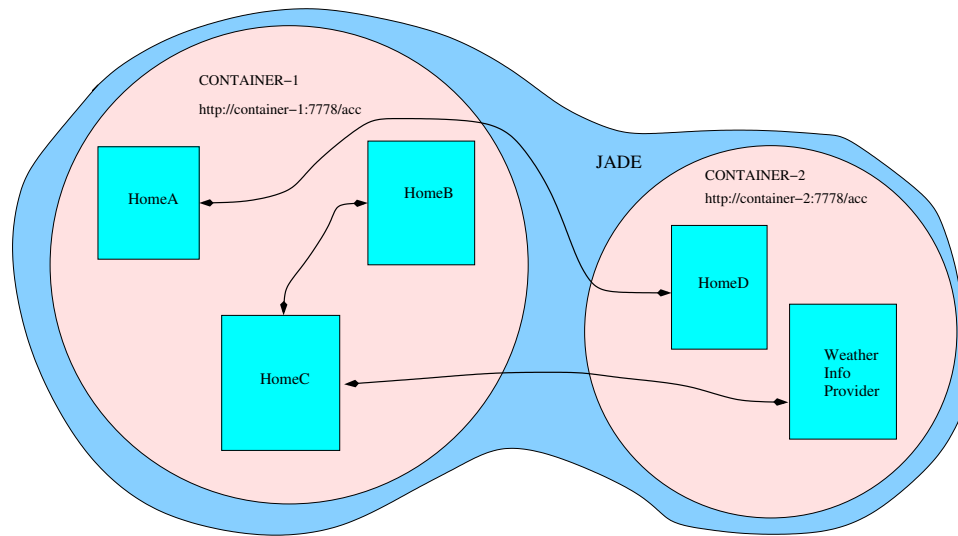 CONTAINER−1
http://container−1:7778/acc
HomeA
HomeB
HomeC
JADE
CONTAINER−2
http://container−2:7778/acc
HomeD
Weather
Info
Provider